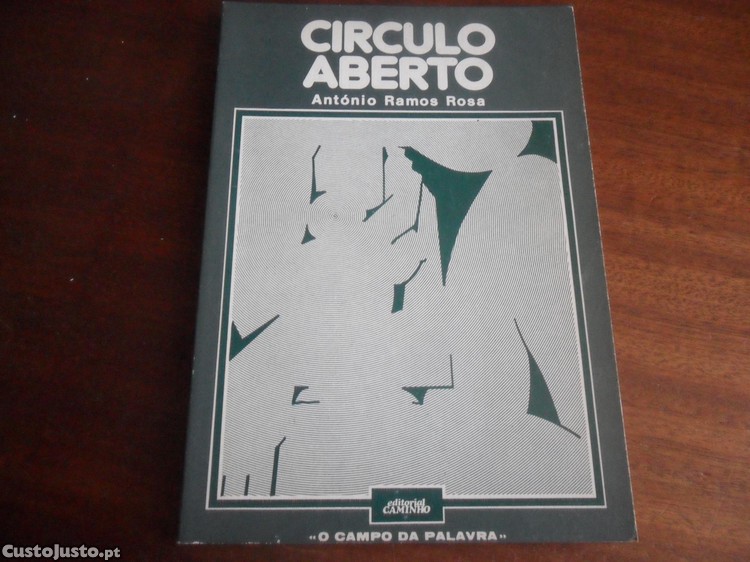 CIRCULO
ABERTO
António Ramos Rosa
editorial
CAMINHO
«O CAMPO DA PALAVRA»
CustoJusto.pt